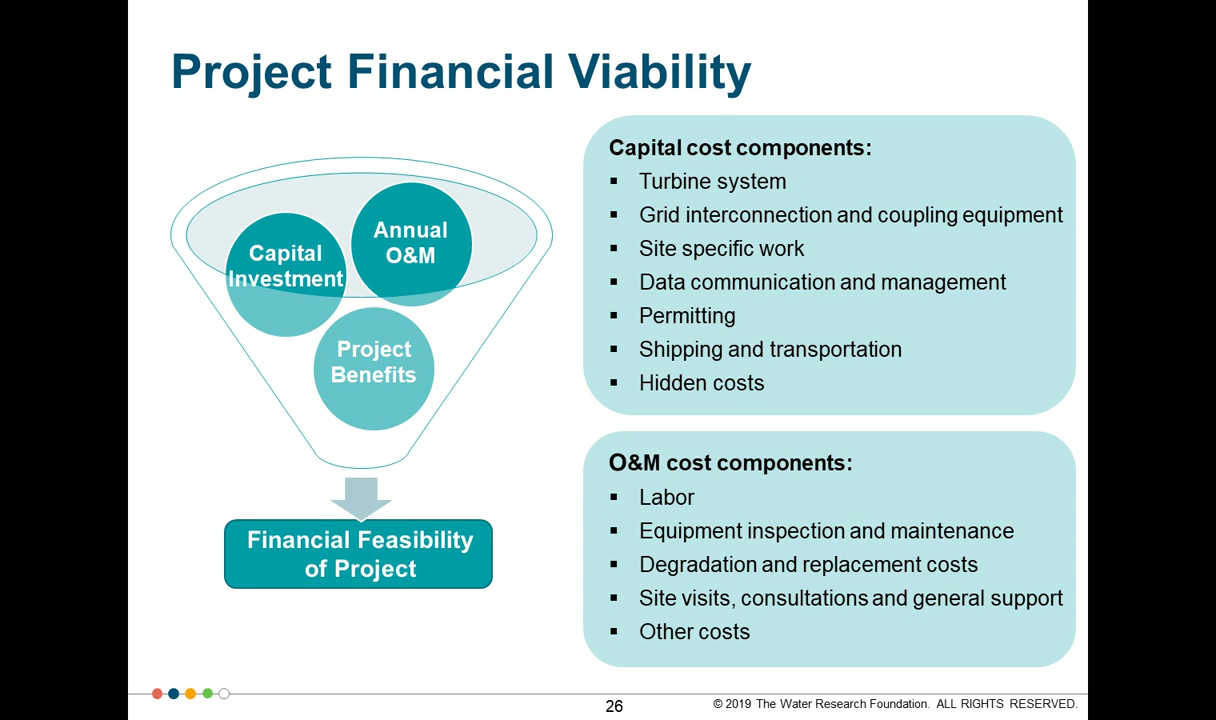 Project Financial Viability
Capital
Investment
Annual
O&M
Project
Benefits
Financial Feasibility
of Project
Capital cost components:
▪ Turbine system
▪ Grid interconnection and coupling equipment
▪ Site specific work
▪ Data communication and management
▪ Permitting
▪ Shipping and transportation
▪ Hidden costs
O&M cost components:
▪ Labor
▪ Equipment inspection and maintenance
▪ Degradation and replacement costs
▪ Site visits, consultations and general support
▪ Other costs
26
© 2019 The Water Research Foundation. ALL RIGHTS RESERVED.